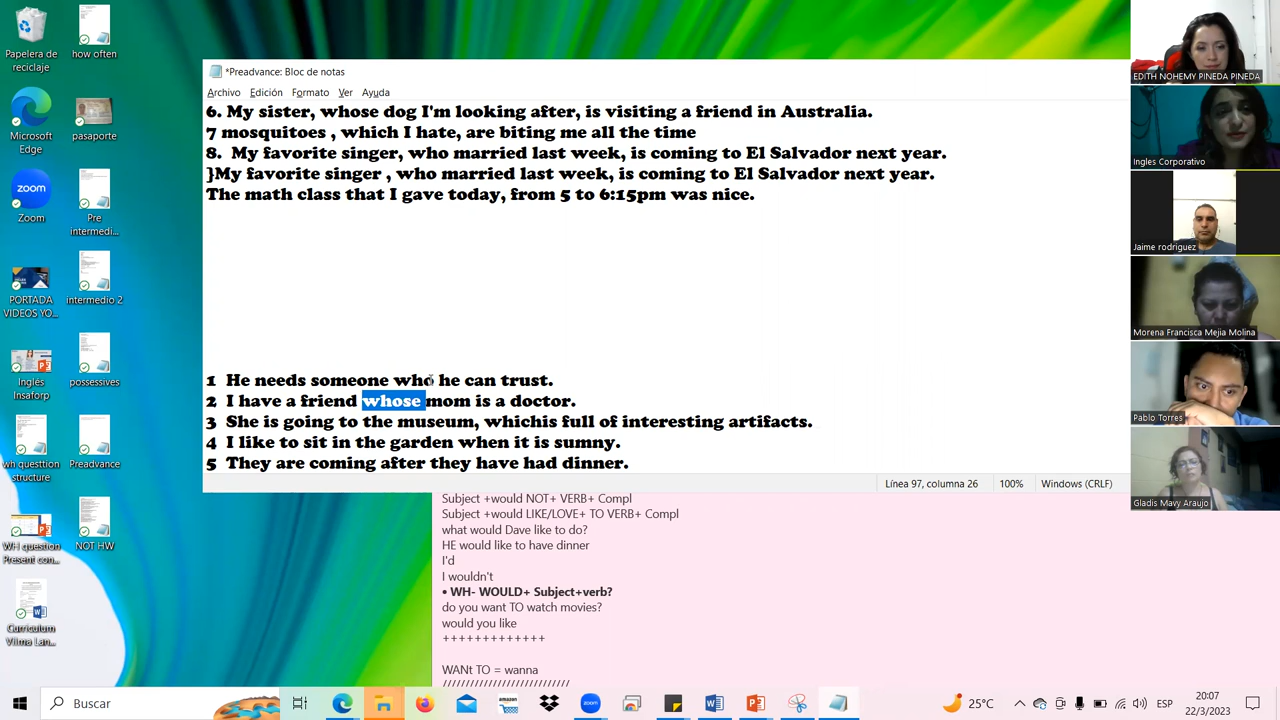 Papelera de
reciclaje
how often
Microsoft
Edge
pasaporte
Zoom
Pre
intermedi...
PORTADA
VIDEOS YO...
intermedio 2
Inglés
Insaforp
possessives
wh questtion
structure
Preadvance
WH question
Present con...
NOT HW
Curriculum
Vilma Lan...
*Preadvance: Bloc de notas
Archivo Edición Formato Ver Ayuda
6. My sister, whose dog I'm looking after, is visiting a friend in Australia.
7 mosquitoes , which I hate, are biting me all the time
8. My favorite singer, who married last week, is coming to El Salvador next year.
}My favorite singer , who married last week, is coming to El Salvador next year.
The math class that I gave today, from 5 to 6:15pm was nice.
1 He needs someone who he can trust.
2 I have a friend whose mom is a doctor.
3 She is going to the museum, whichis full of interesting artifacts.
4 I like to sit in the garden when it is sumny.
5 They are coming after they have had dinner.
Línea 97, columna 26 100% Windows (CRLF)
Subject +would NOT+ VERB+ Compl
Subject +would LIKE/LOVE+ TO VERB+ Compl
what would Dave like to do?
HE would like to have dinner
I'd
I wouldn't
• WH- WOULD+ Subject+verb?
do you want TO watch movies?
would you like
+++++++++++++
WANt TO = wanna
///////////////////////////
EDITH NOHEMY PINEDA PINEDA
Ingles Corporativo
Jaime rodriguez
Morena Francisca Mejia Molina
Pablo Torres
Gladis Mavy Araujo
Buscar
25°C
ESP
20:07
22/3/2023